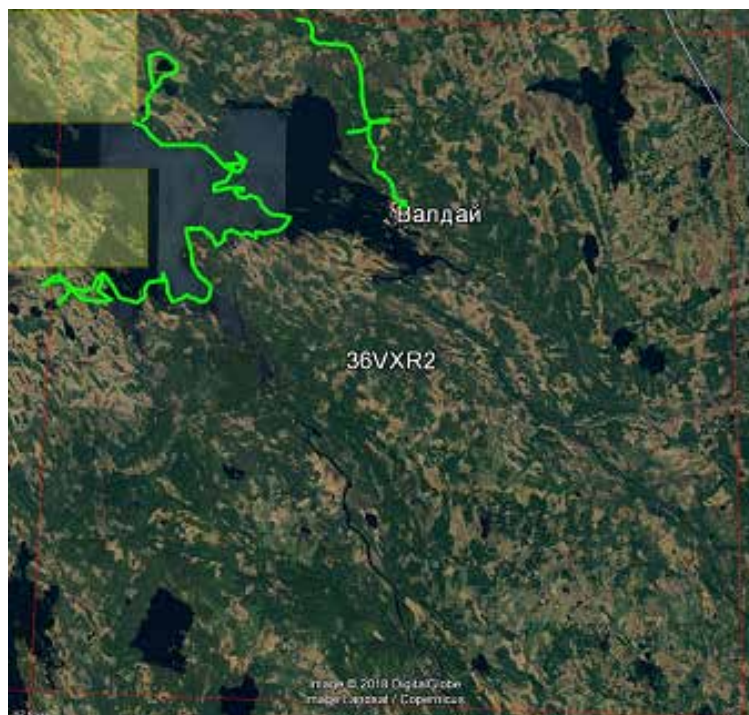 Валдай
36VXR2
Image © 2018 DigitalGlobe
Image Landsat / Copernicus